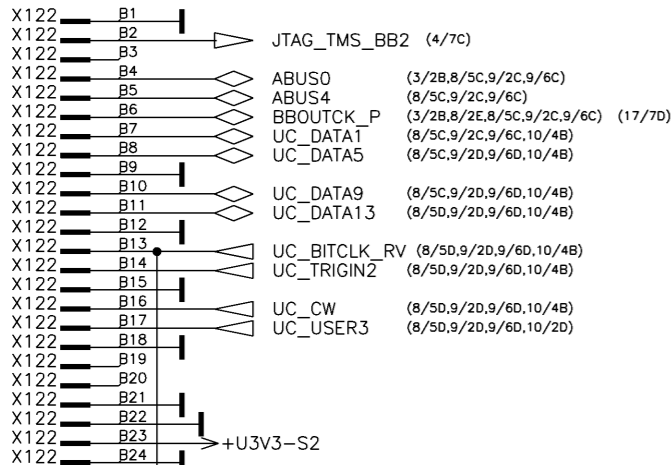 X122 B1
X122 B2 JTAG_TMS_BB2 (4/7C)
X122 B3
X122 B4 ABUS0 (3/2B,8/5C,9/2C,9/6C)
X122 B5 ABUS4 (8/5C,9/2C,9/6C)
X122 B6 BBOUTCK_P (3/2B,8/2E,8/5C,9/2C,9/6C) (17/7D)
X122 B7 UC_DATA1 (8/5C,9/2C,9/6C,10/4B)
X122 B8 UC_DATA5 (8/5C,9/2D,9/6D,10/4B)
X122 B9
X122 B10 UC_DATA9 (8/5C,9/2D,9/6D,10/4B)
X122 B11 UC_DATA13 (8/5D,9/2D,9/6D,10/4B)
X122 B12
X122 B13 UC_BITCLK_RV (8/5D,9/2D,9/6D,10/4B)
X122 B14 UC_TRIGIN2 (8/5D,9/2D,9/6D,10/4B)
X122 B15
X122 B16 UC_CW (8/5D,9/2D,9/6D,10/4B)
X122 B17 UC_USER3 (8/5D,9/2D,9/6D,10/2D)
X122 B18
X122 B19
X122 B20
X122 B21
X122 B22
X122 B23 +U3V3-S2
X122 B24